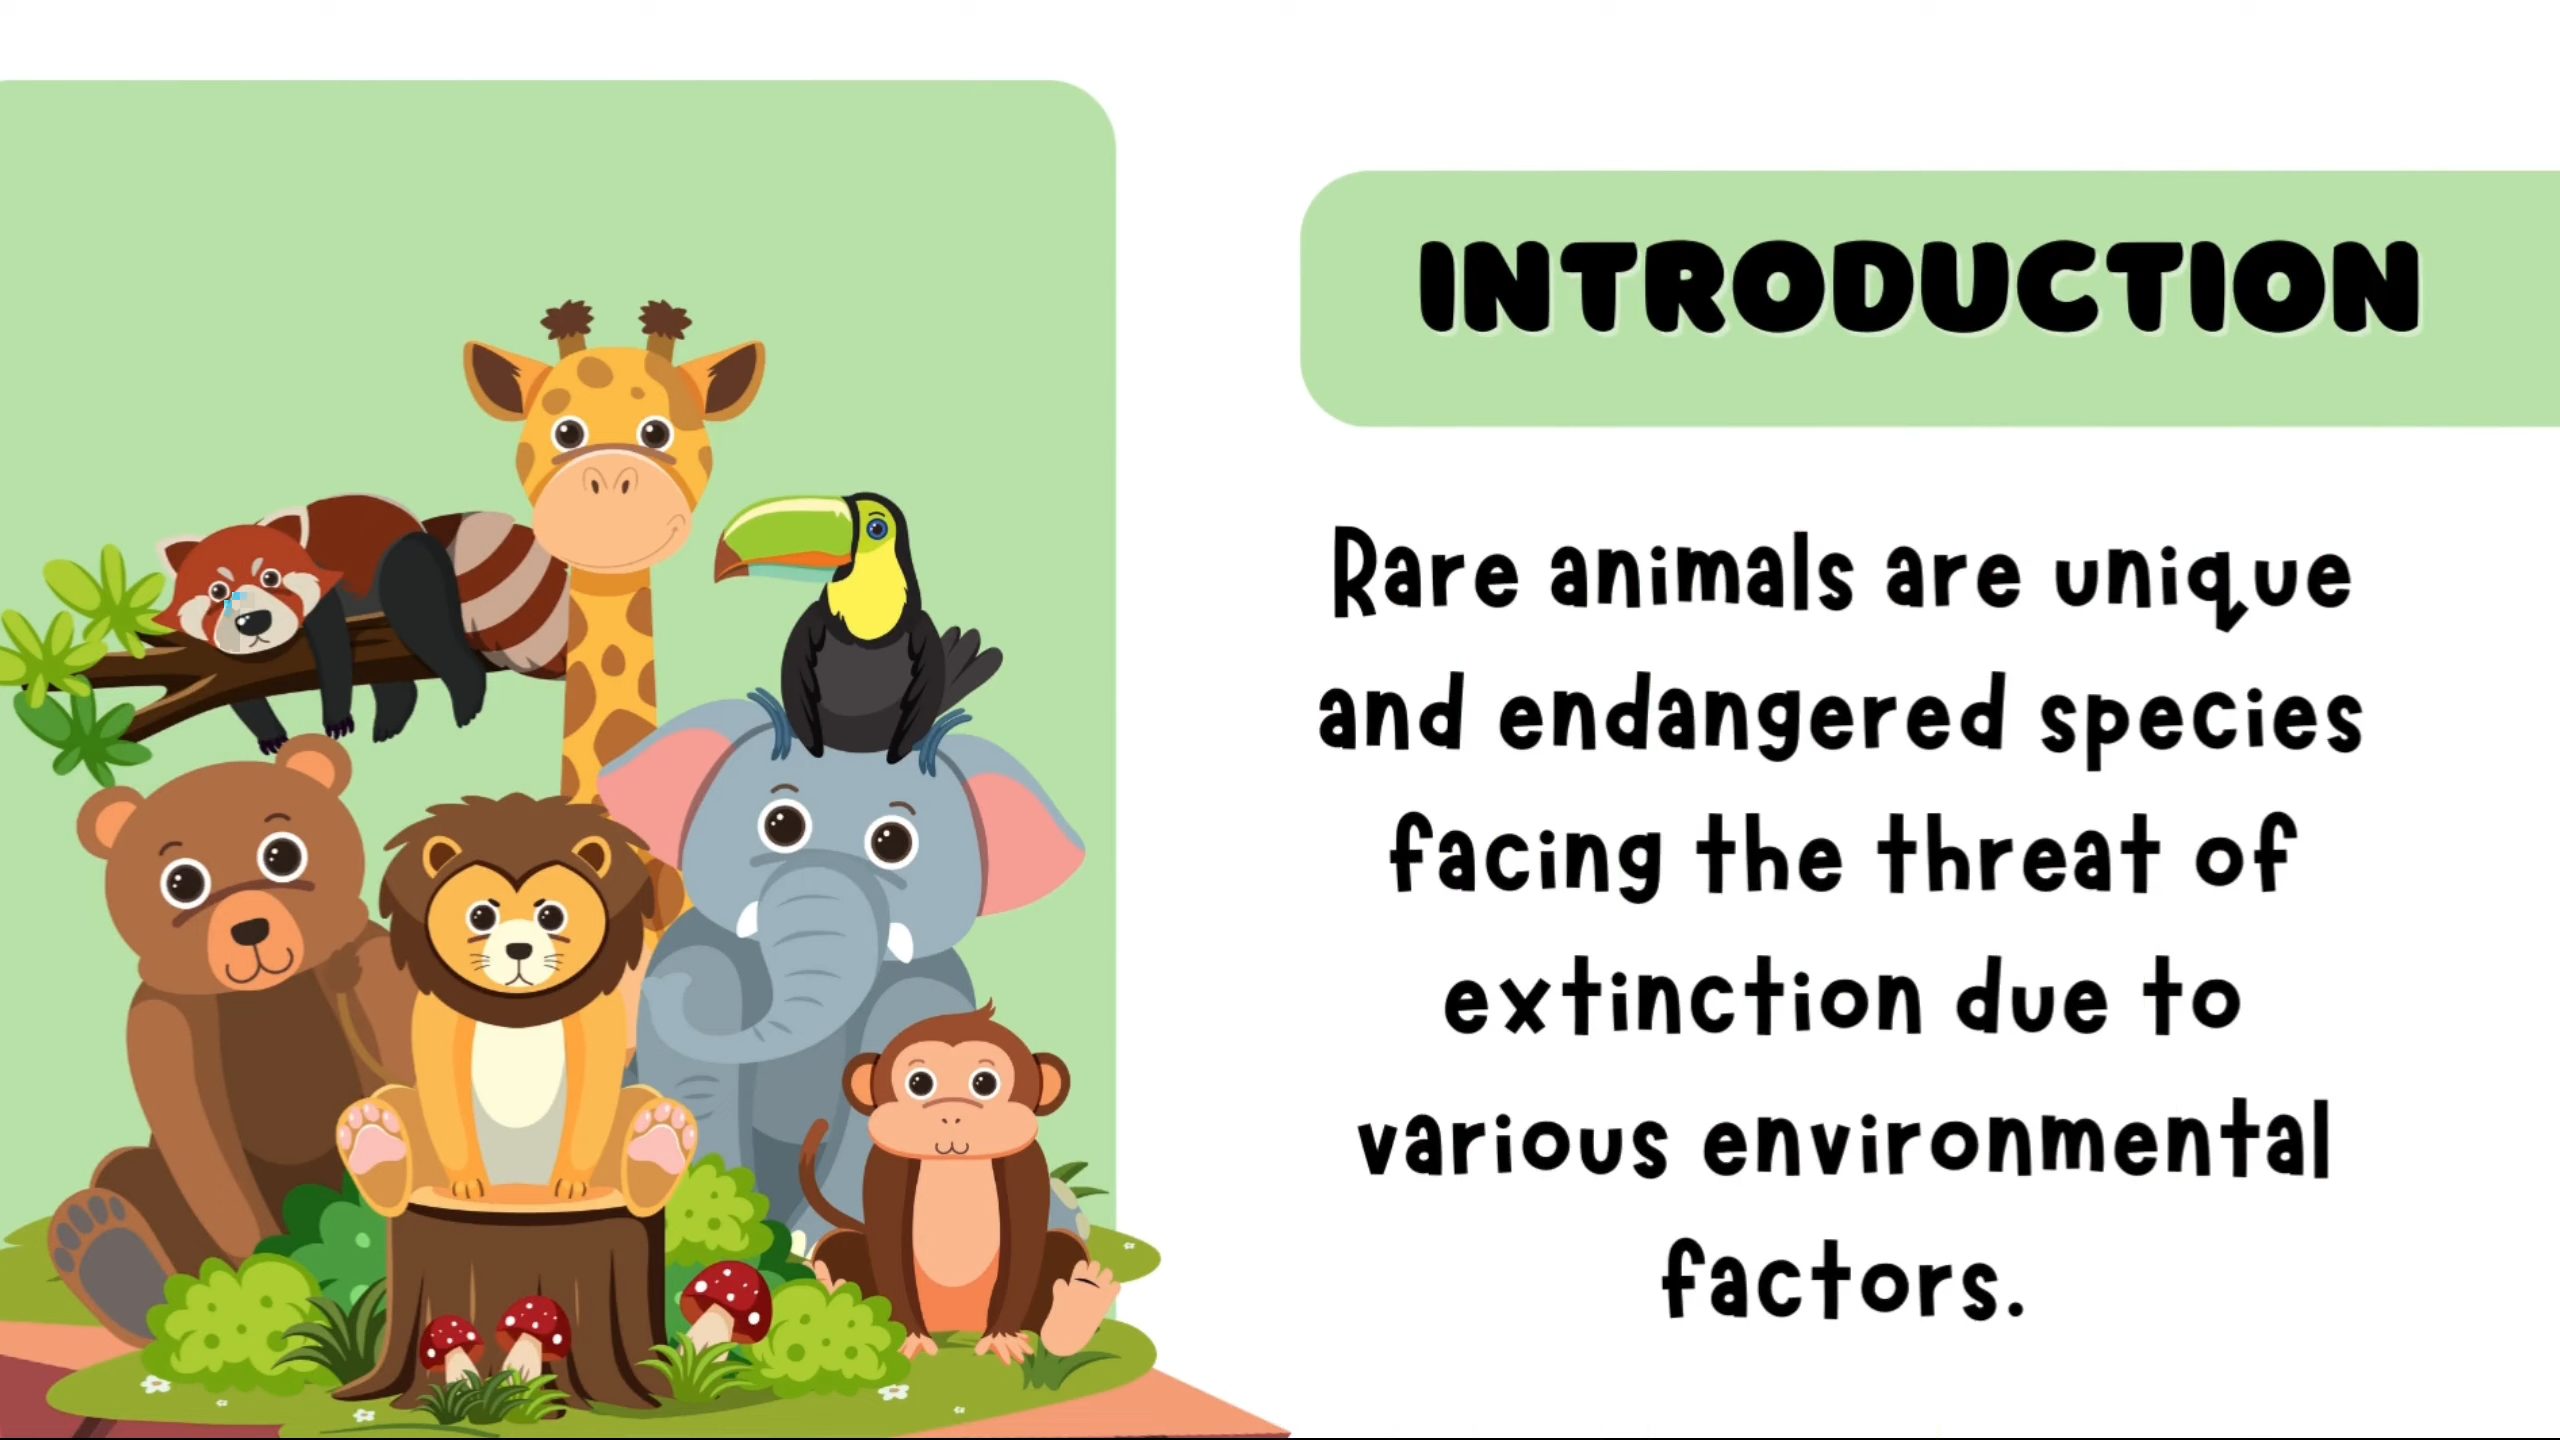 INTRODUCTION
Rare animals are unique
and endangered species
facing the threat of
extinction due to
various environmental
factors.